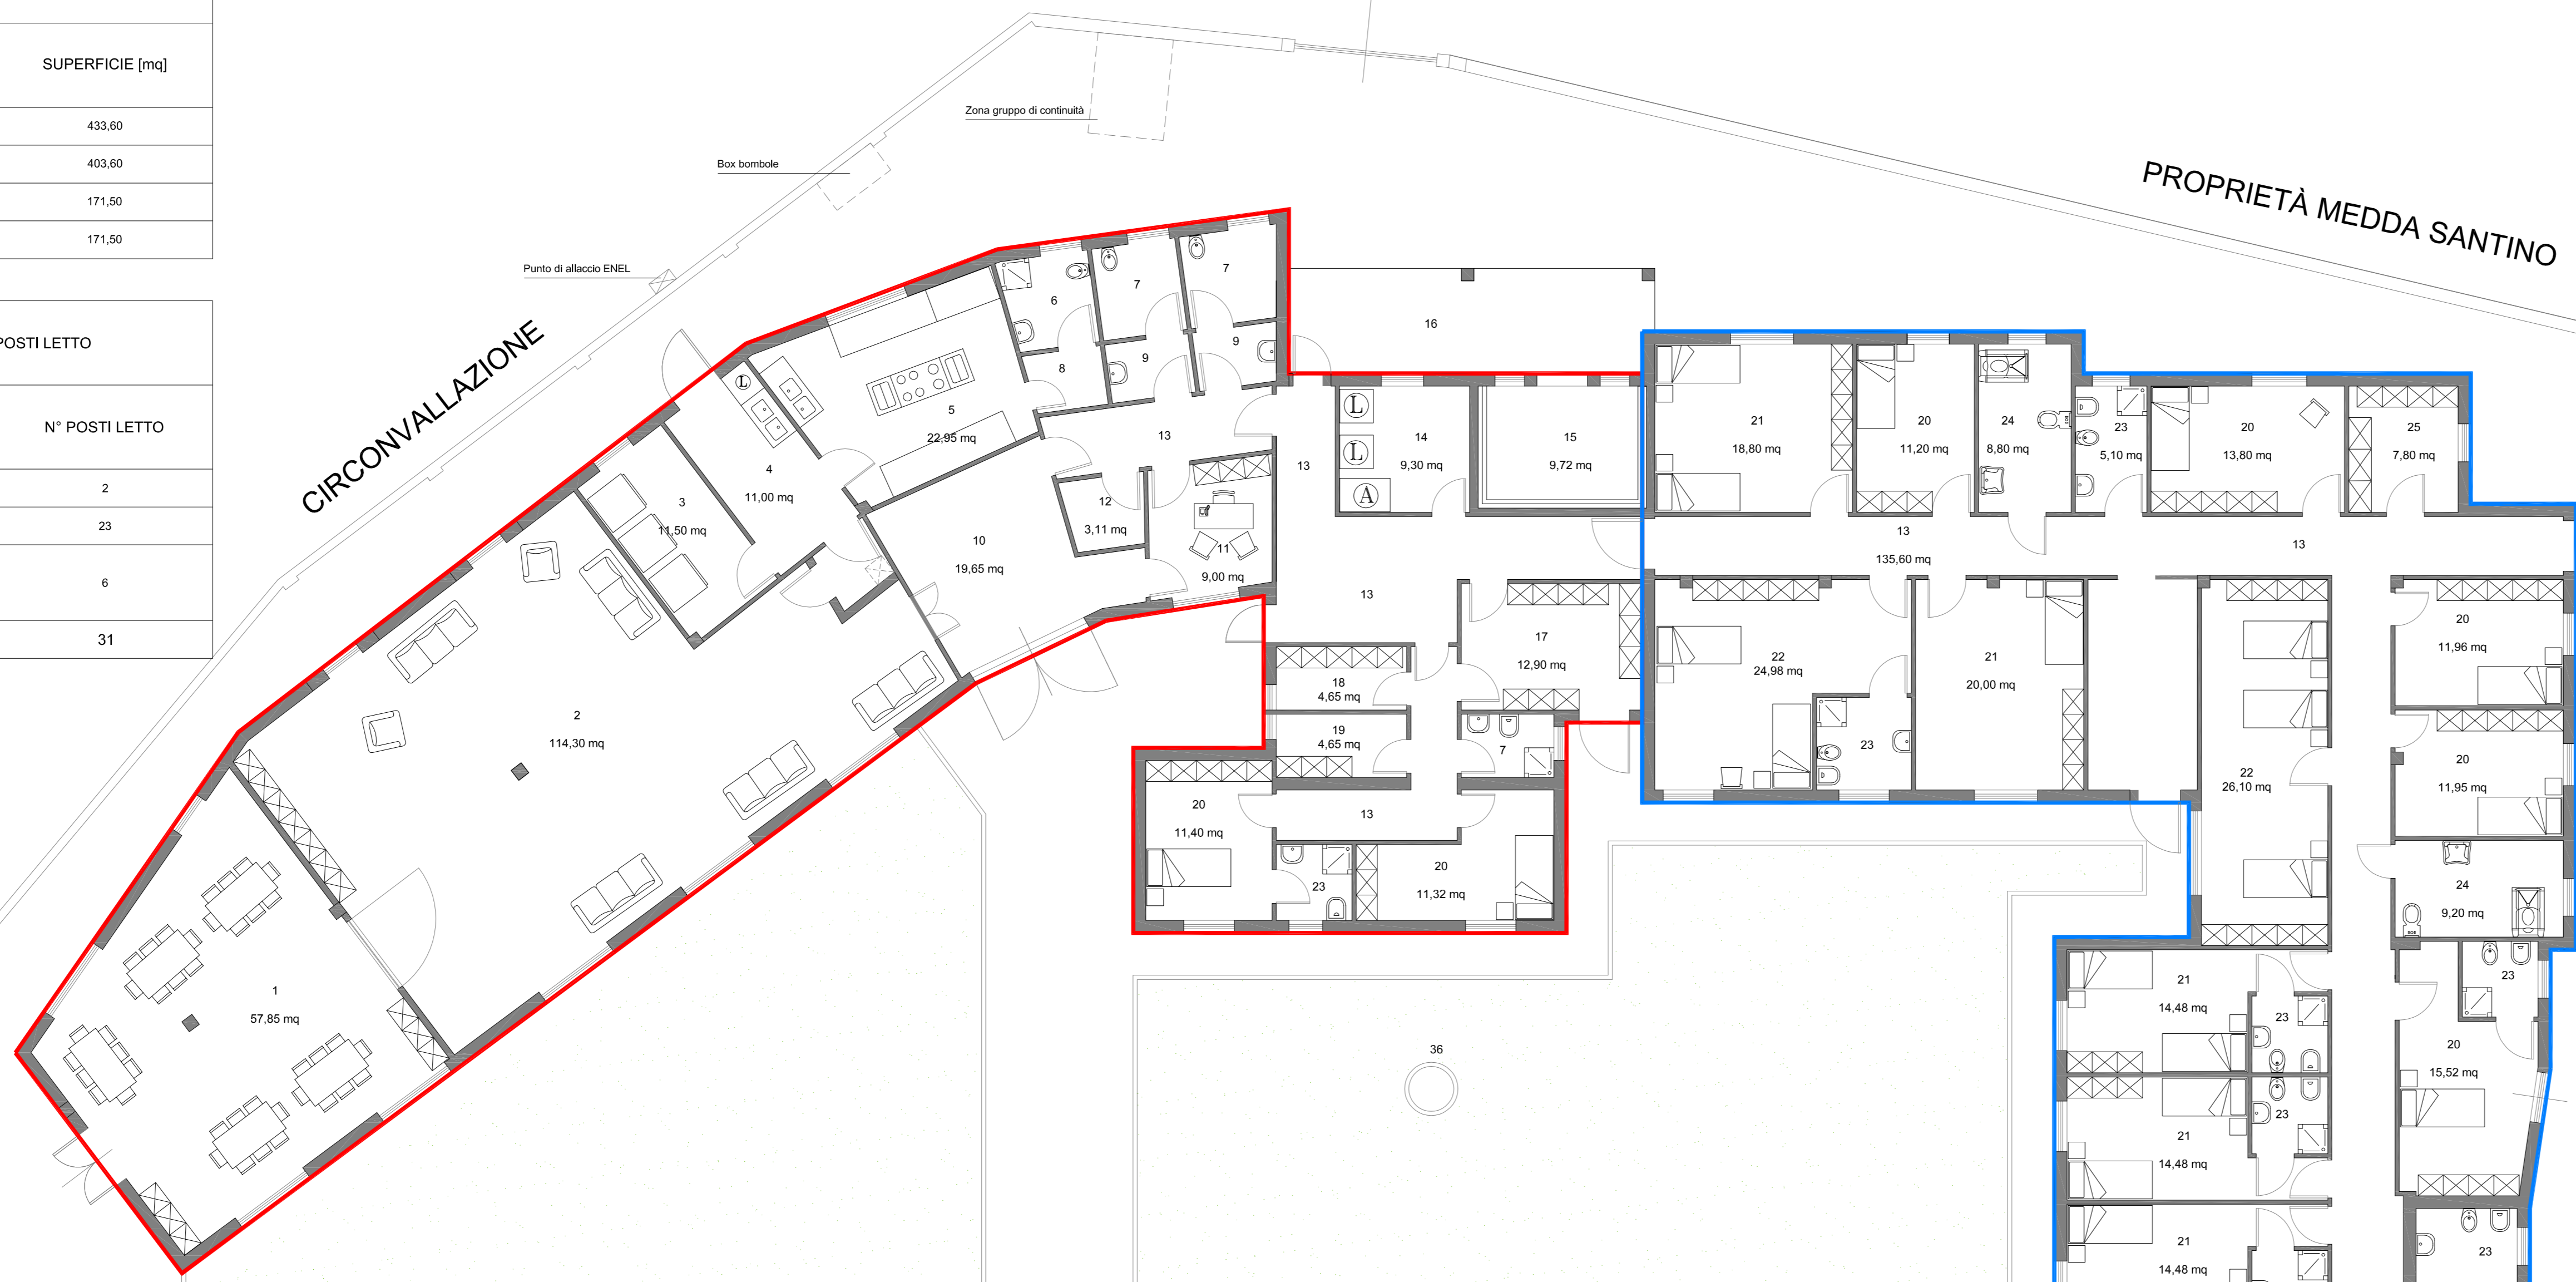 SUPERFICIE [mq]
433,60
403,60
171,50
171,50
POSTI LETTO
N° POSTI LETTO
2
23
6
31
Zona gruppo di continuità
Box bombole
Punto di allaccio ENEL
CIRCONVALLAZIONE
PROPRIETÀ MEDDA SANTINO
7
7
6
9
9
8
16
5
22,95 mq
13
13
L
4
11,00 mq
3
11,50 mq
12
3,11 mq
10
19,65 mq
11
9,00 mq
L
L
A
14
9,30 mq
15
9,72 mq
21
18,80 mq
20
11,20 mq
24
8,80 mq
23
5,10 mq
20
13,80 mq
25
7,80 mq
13
135,60 mq
13
13
17
12,90 mq
18
4,65 mq
19
4,65 mq
7
22
24,98 mq
23
21
20,00 mq
22
26,10 mq
20
11,96 mq
20
11,95 mq
24
9,20 mq
2
114,30 mq
20
11,40 mq
13
23
20
11,32 mq
1
57,85 mq
36
21
14,48 mq
23
23
21
14,48 mq
23
20
15,52 mq
21
14,48 mq
23